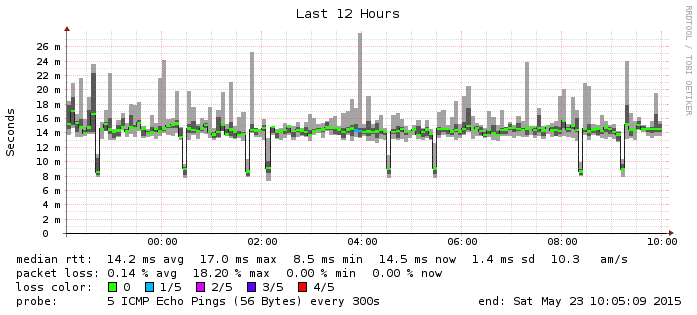 Last 12 Hours
RRDTOOL / TOBI OETIKER
Seconds
26 m
24 m
22 m
20 m
18 m
16 m
14 m
12 m
10 m
8 m
6 m
4 m
2 m
0
00:00 02:00 04:00 06:00 08:00 10:00
median rtt: 14.2 ms avg 17.0 ms max 8.5 ms min 14.5 ms now 1.4 ms sd 10.3 am/s
packet loss: 0.14 % avg 18.20 % max 0.00 % min 0.00 % now
loss color: 0 1/5 2/5 3/5 4/5
probe: 5 ICMP Echo Pings (56 Bytes) every 300s end: Sat May 23 10:05:09 2015